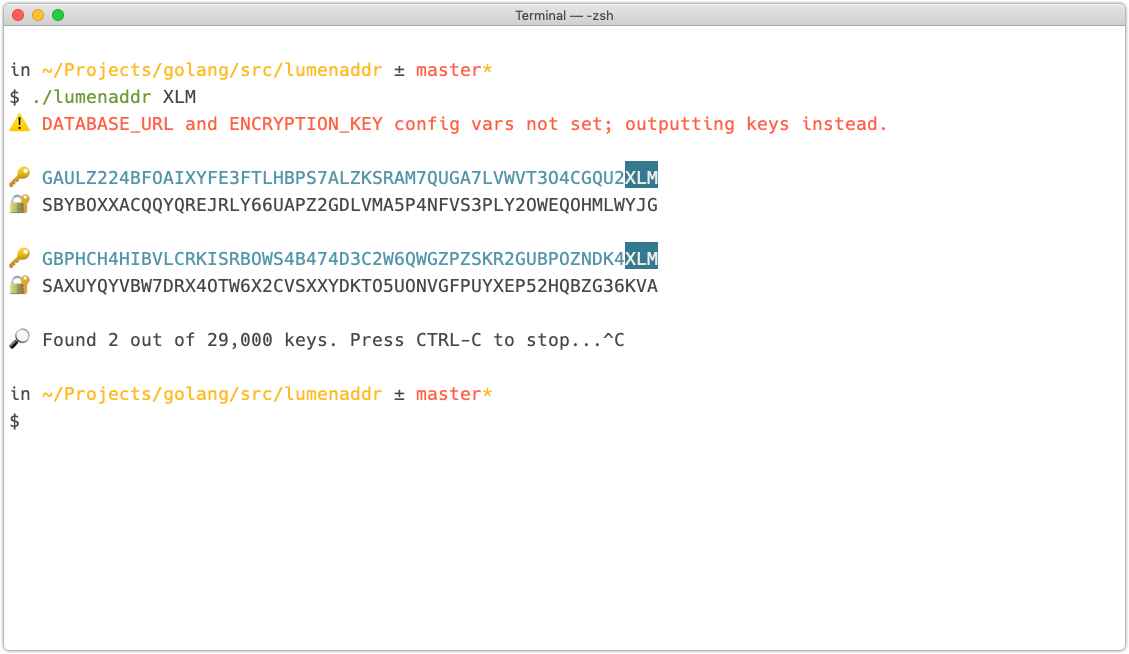 Terminal — -zsh
in ~/Projects/golang/src/lumenaddr ± master*
$ ./lumenaddr XLM
⚠️ DATABASE_URL and ENCRYPTION_KEY config vars not set; outputting keys instead.
🔑 GAULZ224BFOAIXYFE3FTLHBPS7ALZKSRAM7QUGA7LVWVT3O4CGQU2XLM
🔐 SBYBOXXACQQYQREJRLY66UAPZ2GDLVMA5P4NFVS3PLY2OWEQOHMLWYJG
🔑 GBPHCH4HIBVLCRKISRBOWS4B474D3C2W6QWGZPZSKR2GUBPOZNDK4XLM
🔐 SAXUYQYVBW7DRX4OTW6X2CVSXXYDKTO5UONVGFPUYXEP52HQBZG36KVA
🔎 Found 2 out of 29,000 keys. Press CTRL-C to stop...^C
in ~/Projects/golang/src/lumenaddr ± master*
$